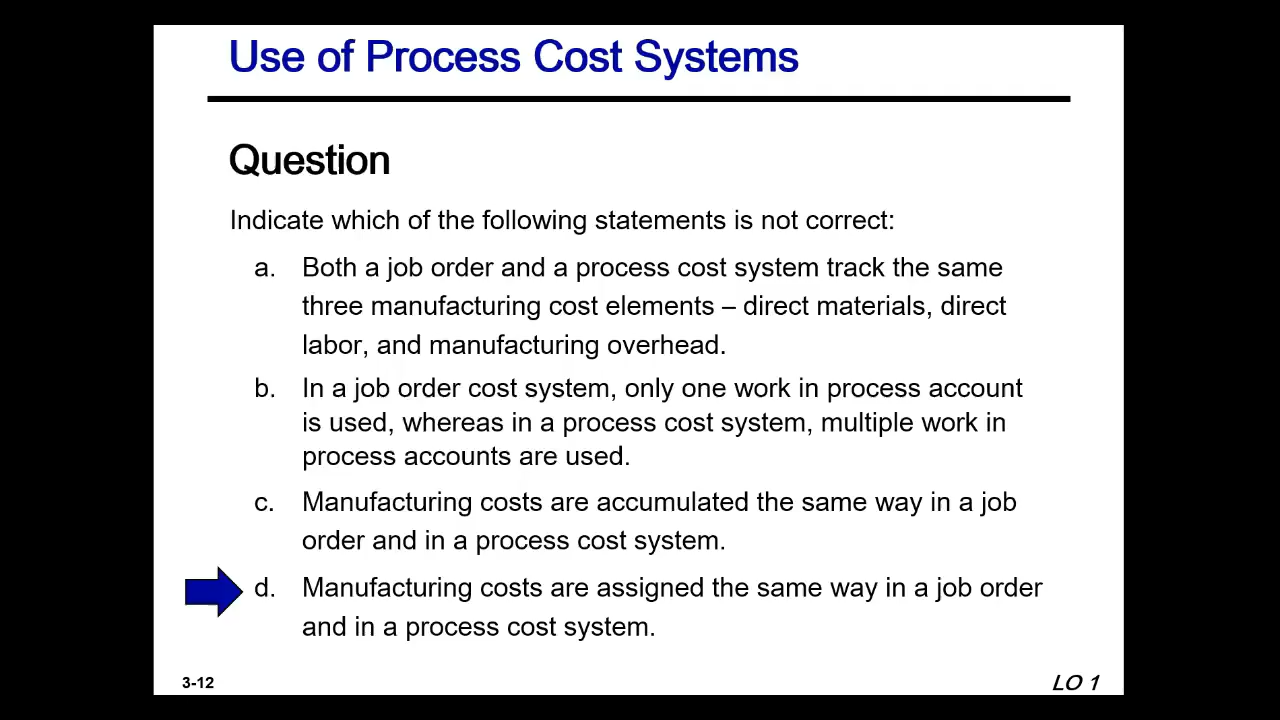 Use of Process Cost Systems
Question
Indicate which of the following statements is not correct:
a. Both a job order and a process cost system track the same
three manufacturing cost elements – direct materials, direct
labor, and manufacturing overhead.
b. In a job order cost system, only one work in process account
is used, whereas in a process cost system, multiple work in
process accounts are used.
c. Manufacturing costs are accumulated the same way in a job
order and in a process cost system.
d. Manufacturing costs are assigned the same way in a job order
and in a process cost system.
3-12
LO 1